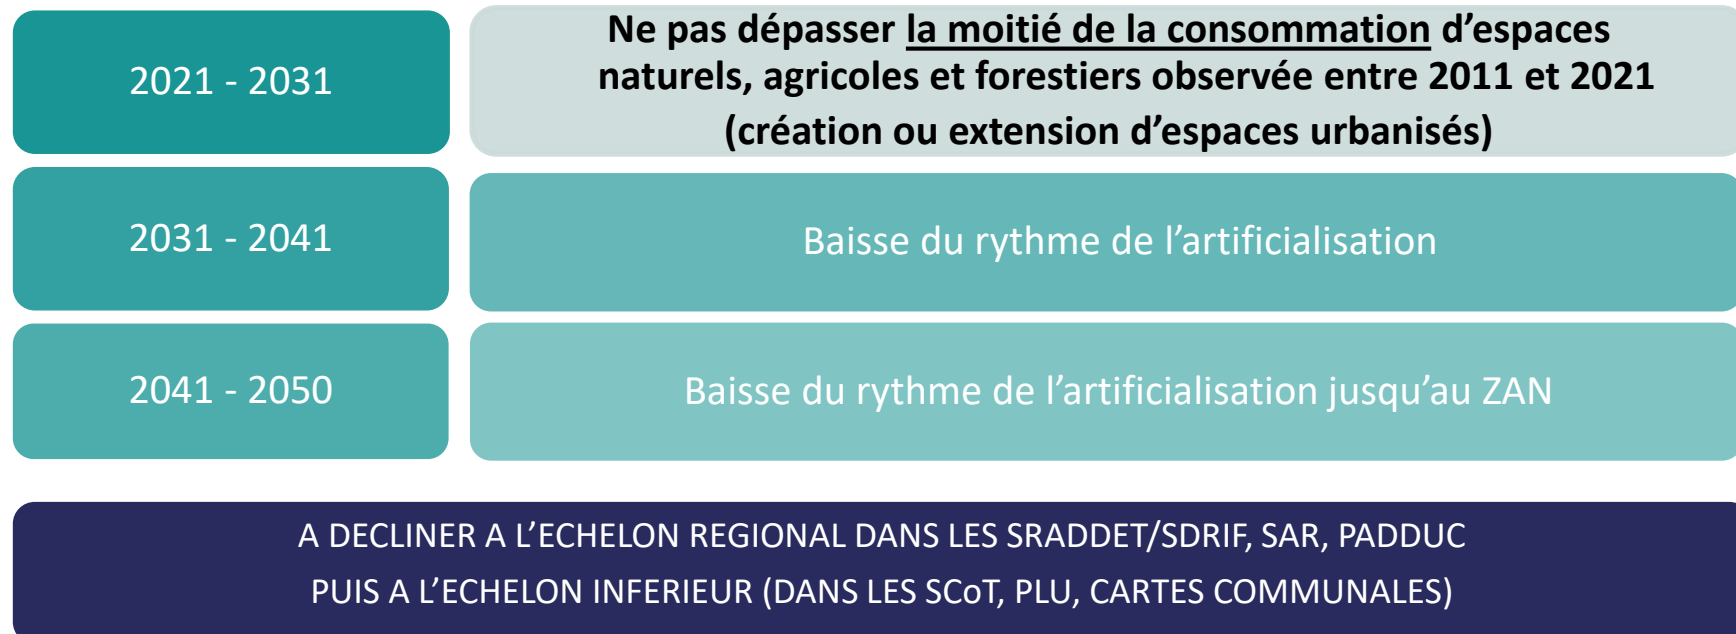 2021 - 2031
Ne pas dépasser la moitié de la consommation d’espaces
naturels, agricoles et forestiers observée entre 2011 et 2021
(création ou extension d’espaces urbanisés)
2031 - 2041
Baisse du rythme de l’artificialisation
2041 - 2050
Baisse du rythme de l’artificialisation jusqu’au ZAN
A DECLINER A L’ECHELON REGIONAL DANS LES SRADDET/SDRIF, SAR, PADDUC
PUIS A L’ECHELON INFERIEUR (DANS LES SCoT, PLU, CARTES COMMUNALES)